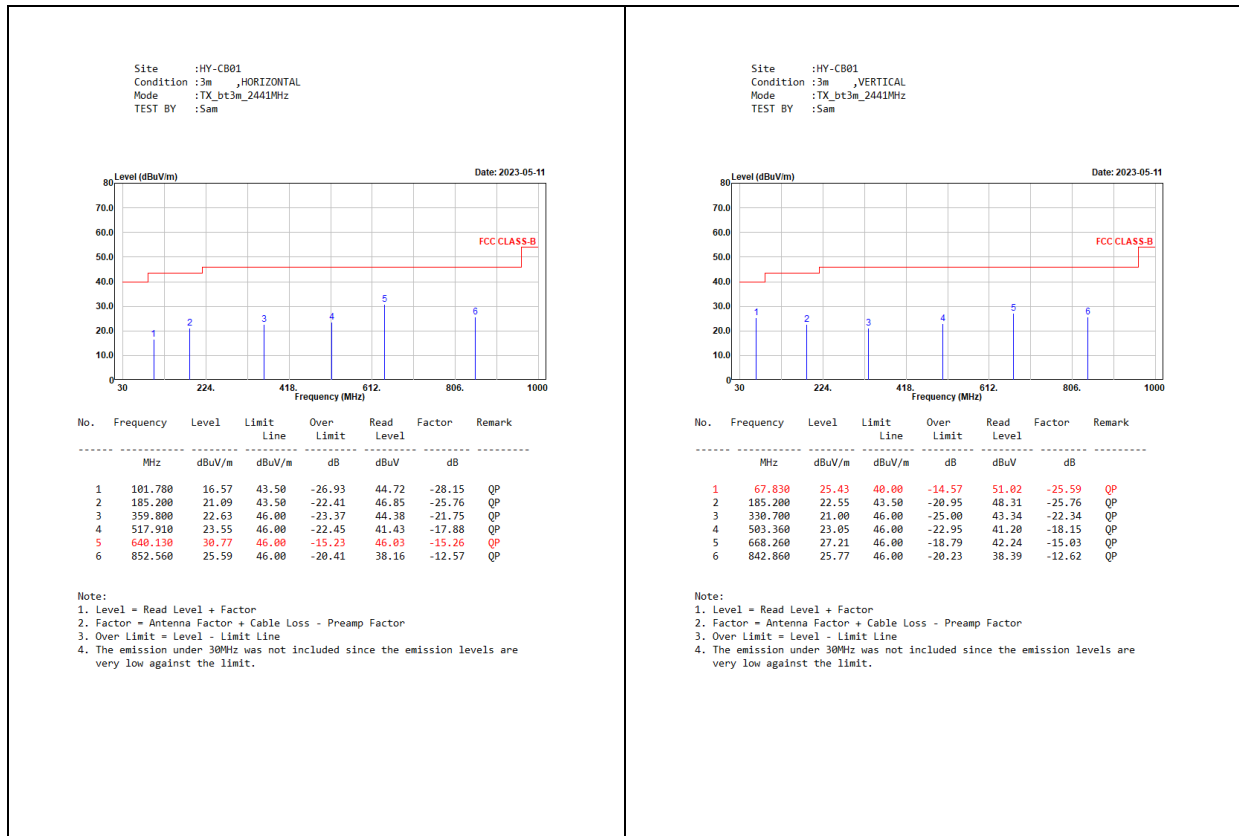 Site :HY-CB01
Condition :3m ,HORIZONTAL
Mode :TX_bt3m_2441MHz
TEST BY :Sam
Level (dBuV/m) Date: 2023-05-11
80
70.0
60.0
FCC CLASS-B
50.0
40.0
30.0
20.0
10.0
0
1 2 3 4 5 6
30 224. 418. 612. 806. 1000
Frequency (MHz)
No. Frequency Level Limit Over Read Factor Remark
Line Limit Level
------ ----------- -------- --------- -------- -------- -------- ---------
MHz dBuV/m dBuV/m dB dBuV dB
1 101.780 16.57 43.50 -26.93 44.72 -28.15 QP
2 185.200 21.09 43.50 -22.41 46.85 -25.76 QP
3 359.800 22.63 46.00 -23.37 44.38 -21.75 QP
4 517.910 23.55 46.00 -22.45 41.43 -17.88 QP
5 640.130 30.77 46.00 -15.23 46.03 -15.26 QP
6 852.560 25.59 46.00 -20.41 38.16 -12.57 QP
Note:
1. Level = Read Level + Factor
2. Factor = Antenna Factor + Cable Loss - Preamp Factor
3. Over Limit = Level - Limit Line
4. The emission under 30MHz was not included since the emission levels are
very low against the limit.
Site :HY-CB01
Condition :3m ,VERTICAL
Mode :TX_bt3m_2441MHz
TEST BY :Sam
Level (dBuV/m) Date: 2023-05-11
80
70.0
60.0
FCC CLASS-B
50.0
40.0
30.0
20.0
10.0
0
1 2 3 4 5 6
30 224. 418. 612. 806. 1000
Frequency (MHz)
No. Frequency Level Limit Over Read Factor Remark
Line Limit Level
------ ----------- -------- --------- -------- -------- -------- ---------
MHz dBuV/m dBuV/m dB dBuV dB
1 67.830 25.43 40.00 -14.57 51.02 -25.59 QP
2 185.200 22.55 43.50 -20.95 48.31 -25.76 QP
3 330.700 21.00 46.00 -25.00 43.34 -22.34 QP
4 503.360 23.05 46.00 -22.95 41.20 -18.15 QP
5 668.260 27.21 46.00 -18.79 42.24 -15.03 QP
6 842.860 25.77 46.00 -20.23 38.39 -12.62 QP
Note:
1. Level = Read Level + Factor
2. Factor = Antenna Factor + Cable Loss - Preamp Factor
3. Over Limit = Level - Limit Line
4. The emission under 30MHz was not included since the emission levels are
very low against the limit.